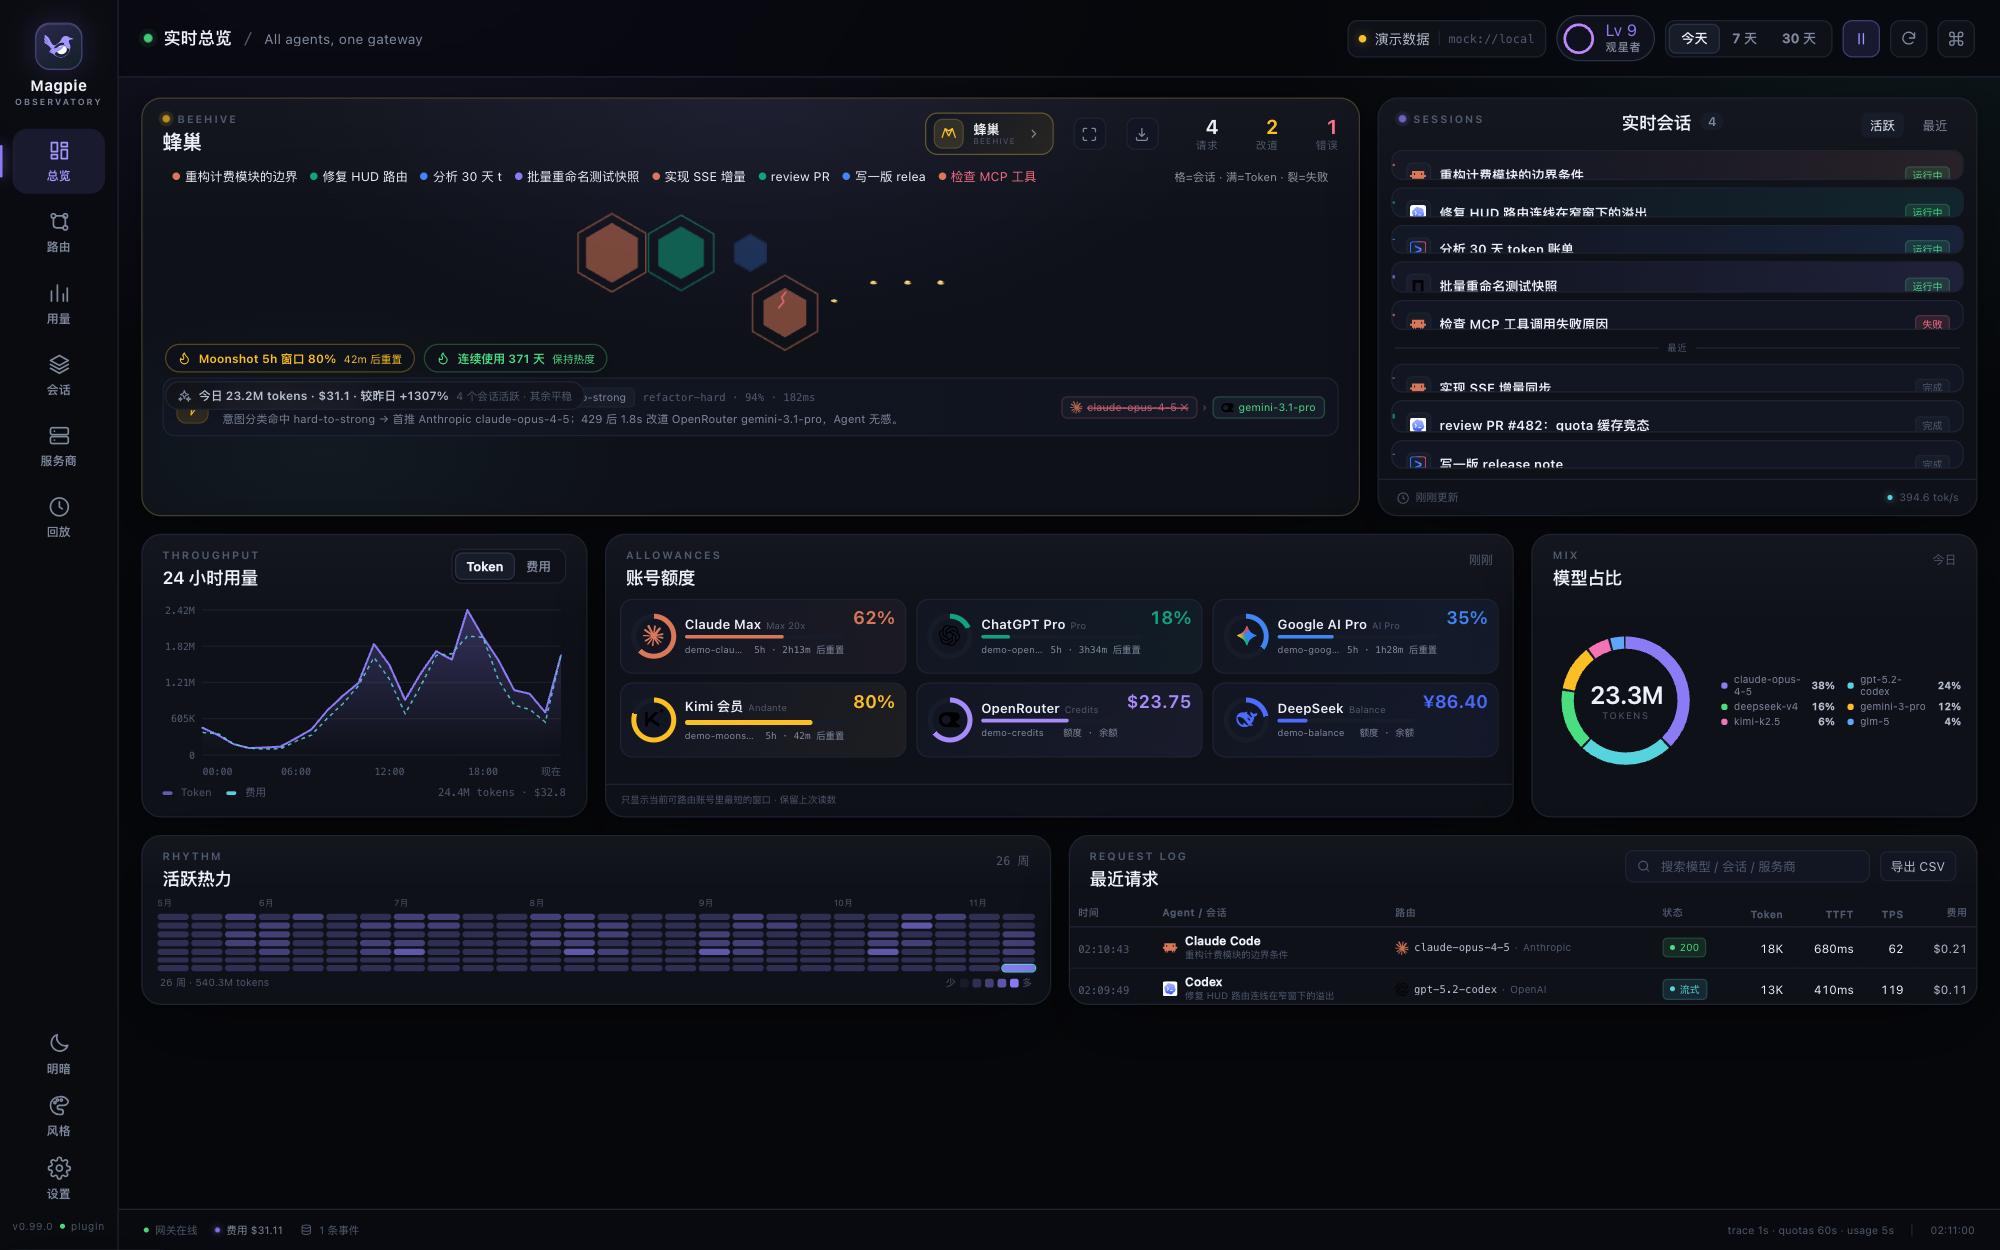 Magpie
OBSERVATORY
总览
路由
用量
会话
服务商
回放
明暗
风格
设置
v0.99.0 plugin
实时总览 / All agents, one gateway
演示数据 mock://local
Lv 9
观星者
今天 7 天 30 天
BEEHIVE
蜂巢
蜂巢
BEEHIVE
4 请求
2 改道
1 错误
重构计费模块的边界 修复 HUD 路由 分析 30 天 t 批量重命名测试快照 实现 SSE 增量 review PR 写一版 relea 检查 MCP 工具
格=会话 · 满=Token · 裂=失败
Moonshot 5h 窗口 80% 42m 后重置
连续使用 371 天 保持热度
今日 23.2M tokens · $31.1 · 较昨日 +1307% 4 个会话活跃 · 其余平稳
o-strong refactor-hard · 94% · 182ms
意图分类命中 hard-to-strong → 首推 Anthropic claude-opus-4-5；429 后 1.8s 改道 OpenRouter gemini-3.1-pro，Agent 无感。
claude-opus-4-5 × › gemini-3.1-pro
SESSIONS
实时会话 4
活跃 最近
重构计费模块的边界条件 运行中
修复 HUD 路由连线在窄窗下的溢出 运行中
分析 30 天 token 账单 运行中
批量重命名测试快照 运行中
检查 MCP 工具调用失败原因 失败
最近
实现 SSE 增量同步 完成
review PR #482：quota 缓存竞态 完成
写一版 release note 完成
刚刚更新
394.6 tok/s
THROUGHPUT
24 小时用量
Token 费用
2.42M
1.82M
1.21M
605K
0
00:00 06:00 12:00 18:00 现在
Token 费用
24.4M tokens · $32.8
ALLOWANCES
账号额度
刚刚
Claude Max Max 20x 62%
demo-clau… 5h · 2h13m 后重置
ChatGPT Pro Pro 18%
demo-open… 5h · 3h34m 后重置
Google AI Pro AI Pro 35%
demo-goog… 5h · 1h28m 后重置
Kimi 会员 Andante 80%
demo-moons… 5h · 42m 后重置
OpenRouter Credits $23.75
demo-credits 额度 · 余额
DeepSeek Balance ¥86.40
demo-balance 额度 · 余额
只显示当前可路由账号里最短的窗口 · 保留上次读数
MIX
模型占比
今日
23.3M
TOKENS
claude-opus-4-5 38%
gpt-5.2-codex 24%
deepseek-v4 16%
gemini-3-pro 12%
kimi-k2.5 6%
glm-5 4%
RHYTHM
活跃热力
26 周
5月 6月 7月 8月 9月 10月 11月
26 周 · 540.3M tokens
少 多
REQUEST LOG
最近请求
搜索模型 / 会话 / 服务商
导出 CSV
时间 Agent / 会话 路由 状态 Token TTFT TPS 费用
02:10:43 Claude Code claude-opus-4-5 · Anthropic 200 18K 680ms 62 $0.21
重构计费模块的边界条件
02:09:49 Codex gpt-5.2-codex · OpenAI 流式 13K 410ms 119 $0.11
修复 HUD 路由连线在窄窗下的溢出
网关在线 费用 $31.11 1 条事件
trace 1s · quotas 60s · usage 5s 02:11:00